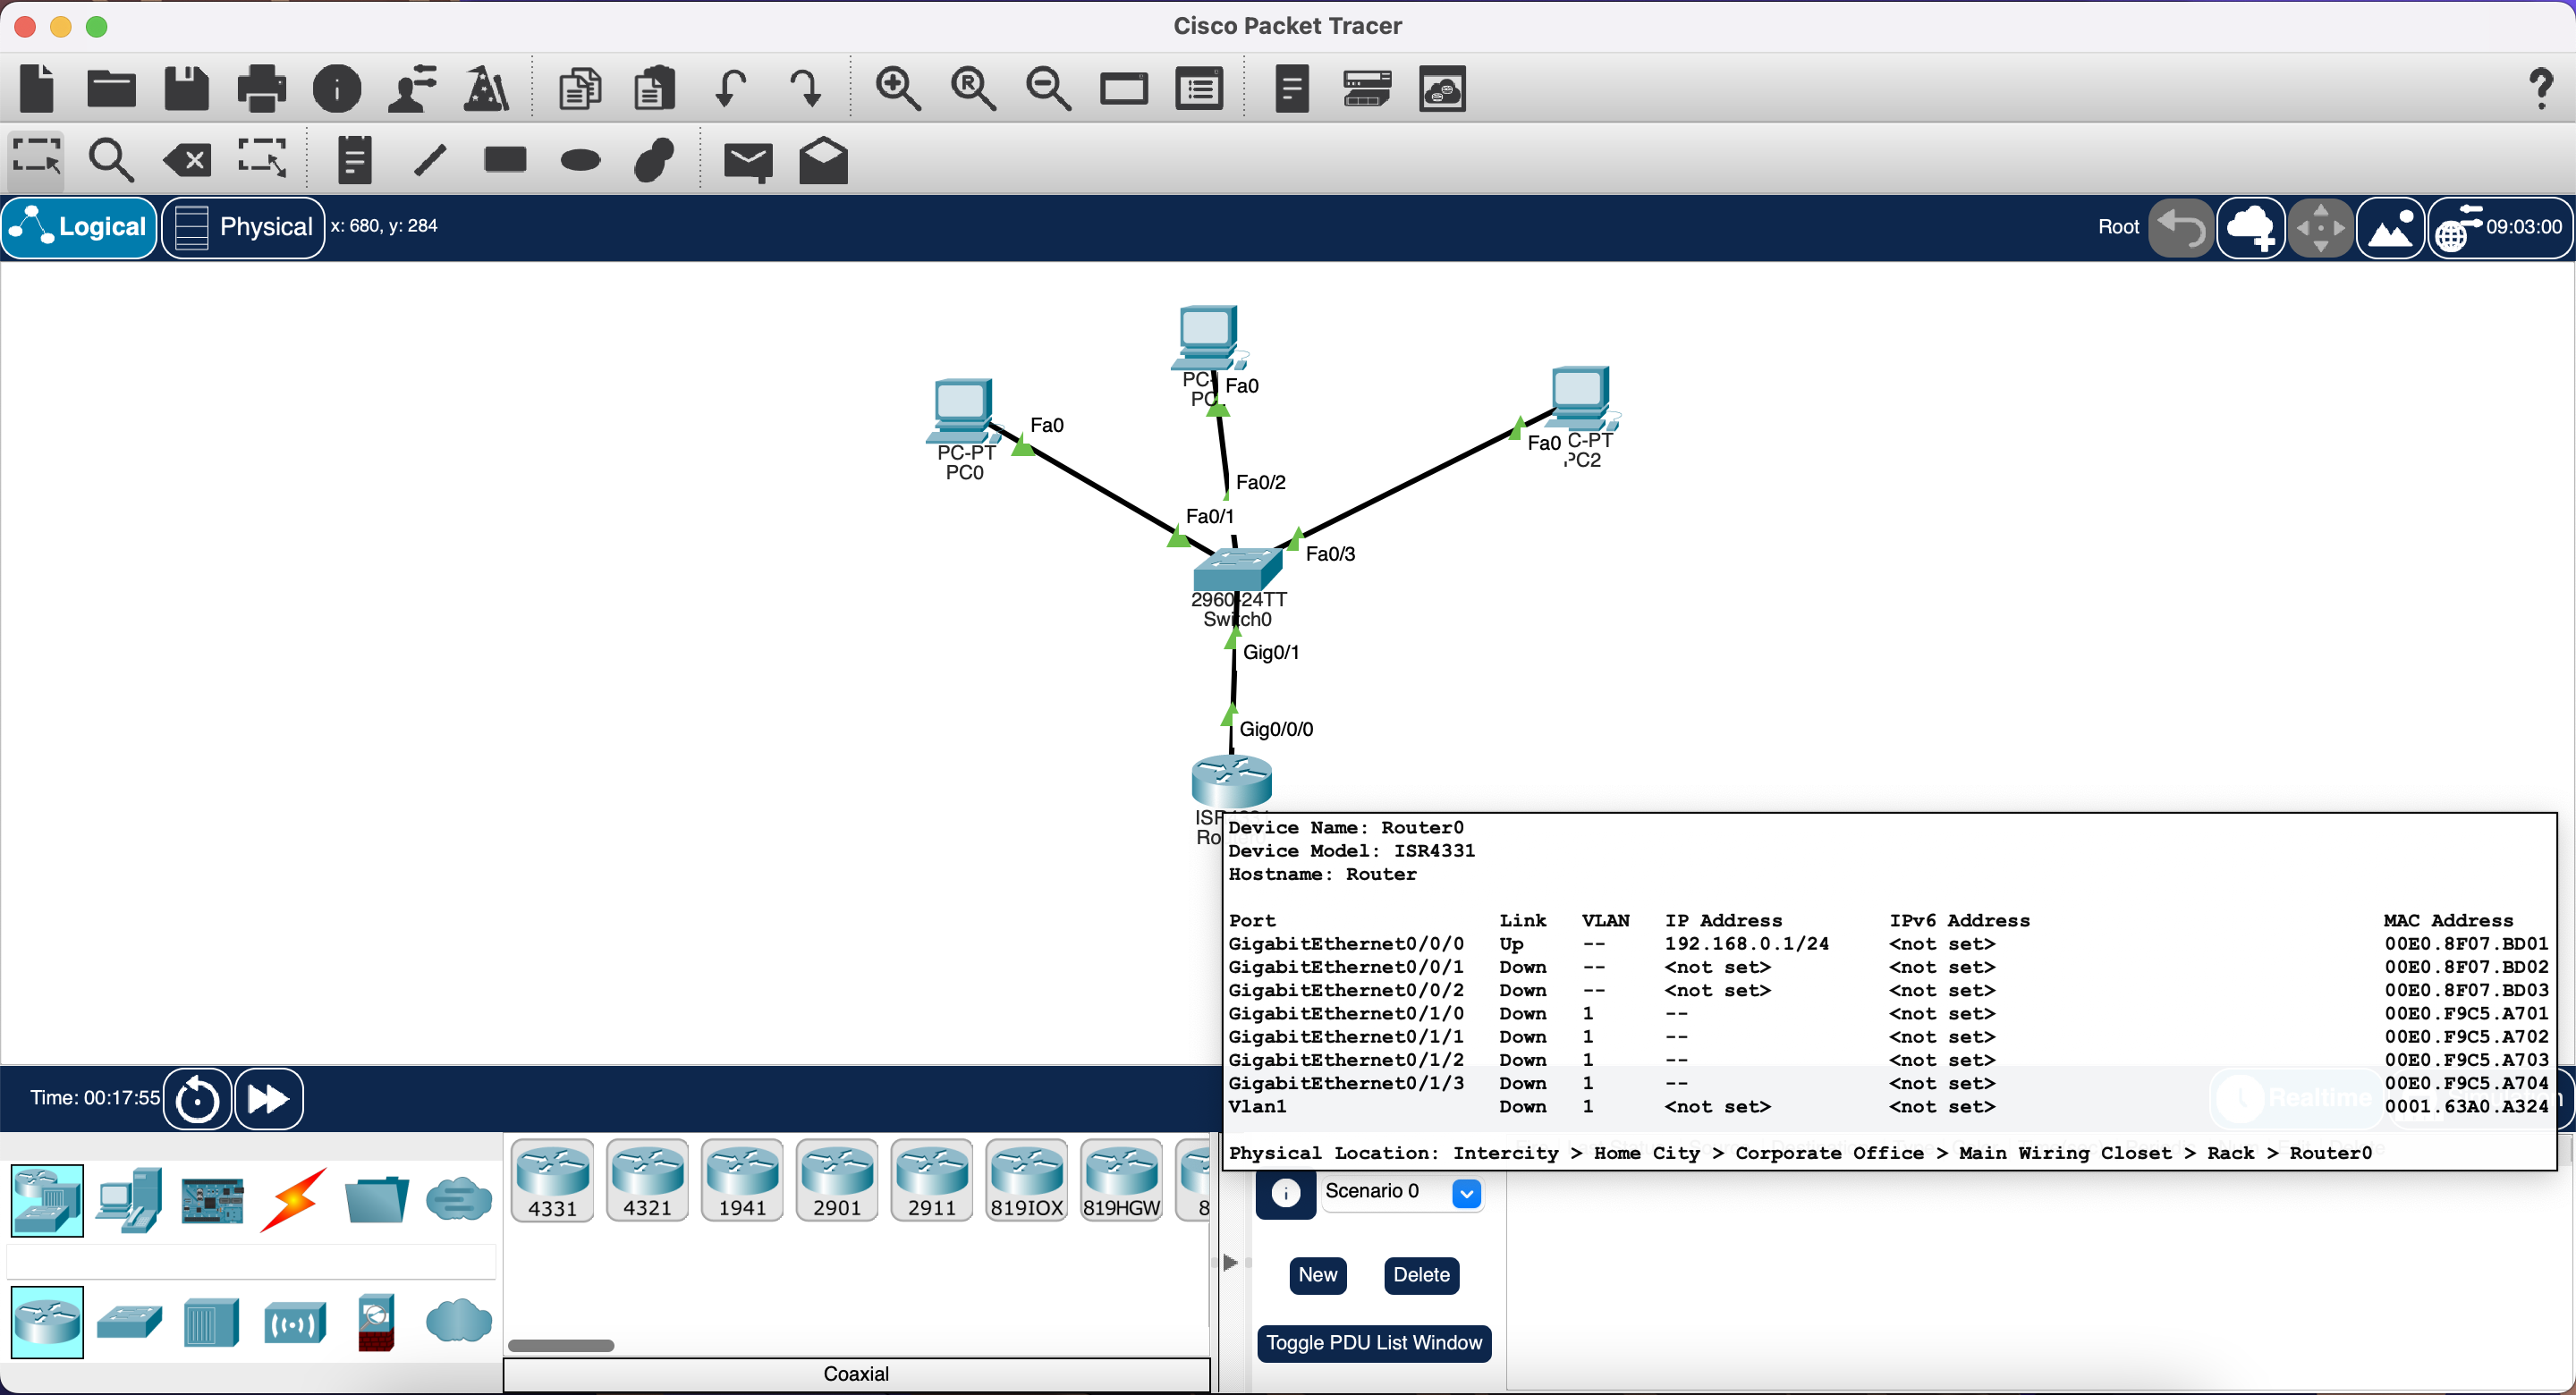 Cisco Packet Tracer
Logical
Physical
x: 680, y: 284
Root
09:03:00
PC-PT
PC0
Fa0
PC-
PC
Fa0
Fa0
C-PT
PC2
Fa0/2
Fa0/1
Fa0/3
2960-24TT
Switch0
Gig0/1
Gig0/0/0
Device Name: Router0
Device Model: ISR4331
Hostname: Router
Port Link VLAN IP Address IPv6 Address MAC Address
GigabitEthernet0/0/0 Up -- 192.168.0.1/24 <not set> 00E0.8F07.BD01
GigabitEthernet0/0/1 Down -- <not set> <not set> 00E0.8F07.BD02
GigabitEthernet0/0/2 Down -- <not set> <not set> 00E0.8F07.BD03
GigabitEthernet0/1/0 Down 1 -- <not set> 00E0.F9C5.A701
GigabitEthernet0/1/1 Down 1 -- <not set> 00E0.F9C5.A702
GigabitEthernet0/1/2 Down 1 -- <not set> 00E0.F9C5.A703
GigabitEthernet0/1/3 Down 1 -- <not set> 00E0.F9C5.A704
Vlan1 Down 1 <not set> <not set> 0001.63A0.A324
Physical Location: Intercity > Home City > Corporate Office > Main Wiring Closet > Rack > Router0
Time: 00:17:55
Realtime
4331
4321
1941
2901
2911
819IOX
819HGW
8
Scenario 0
New
Delete
Toggle PDU List Window
Coaxial